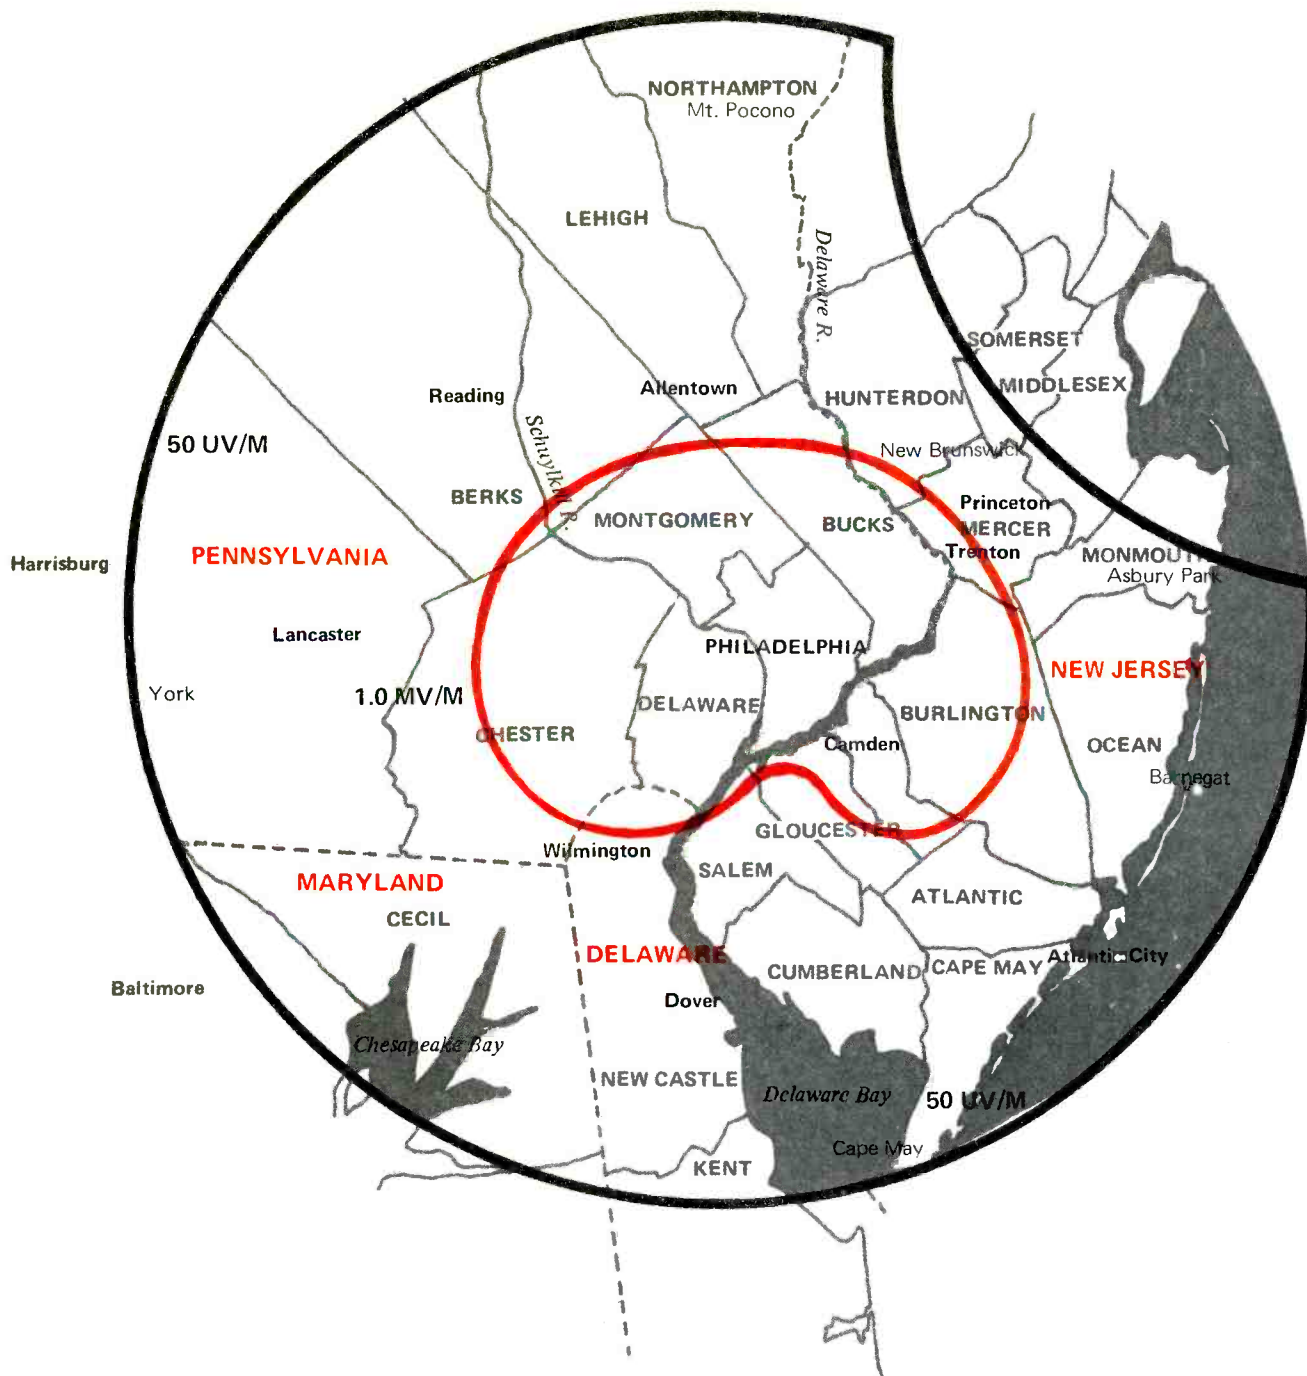 NORTHAMPTON
Mt. Pocono
LEHIGH
Delaware R.
SOMERSET
MIDDLESEX
HUNTERDON
Allentown
Reading
Schuylkill R.
50 UV/M
New Brunswick
BERKS
MONTGOMERY
BUCKS
Princeton
MERCER
Trenton
PENNSYLVANIA
Harrisburg
MONMOUTH
Asbury Park
Lancaster
PHILADELPHIA
NEW JERSEY
York
1.0 MV/M
DELAWARE
BURLINGTON
CHESTER
Camden
OCEAN
Barnegat
GLOUCESTER
Wilmington
SALEM
MARYLAND
ATLANTIC
CECIL
DELAWARE
CUMBERLAND
CAPE MAY
Atlantic City
Baltimore
Dover
Chesapeake Bay
NEW CASTLE
Delaware Bay
50 UV/M
Cape May
KENT